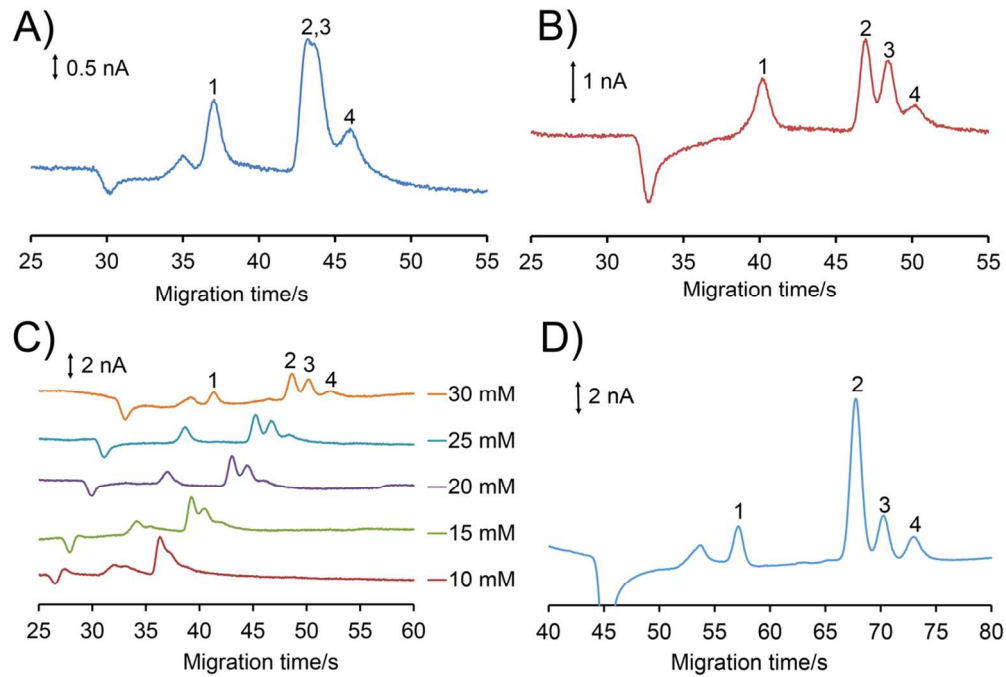 A)
0.5 nA
1
2,3
4
25 30 35 40 45 50 55
Migration time/s
B)
1 nA
1
2
3
4
25 30 35 40 45 50 55
Migration time/s
C)
2 nA
1
2
3
4
30 mM
25 mM
20 mM
15 mM
10 mM
25 30 35 40 45 50 55 60
Migration time/s
D)
2 nA
1
2
3
4
40 45 50 55 60 65 70 75 80
Migration time/s